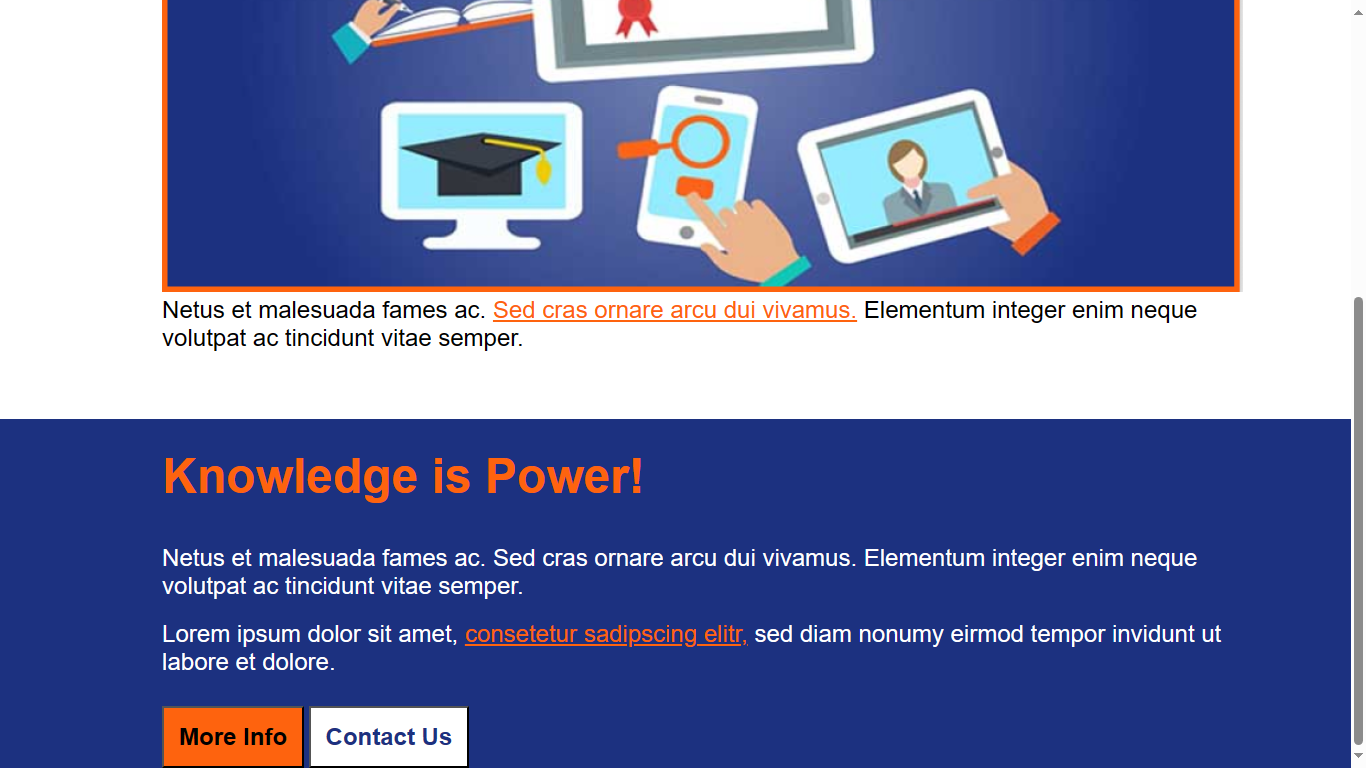 Netus et malesuada fames ac. Sed cras ornare arcu dui vivamus. Elementum integer enim neque
volutpat ac tincidunt vitae semper.
Knowledge is Power!
Netus et malesuada fames ac. Sed cras ornare arcu dui vivamus. Elementum integer enim neque
volutpat ac tincidunt vitae semper.
Lorem ipsum dolor sit amet, consetetur sadipscing elitr, sed diam nonumy eirmod tempor invidunt ut
labore et dolore.
More Info
Contact Us